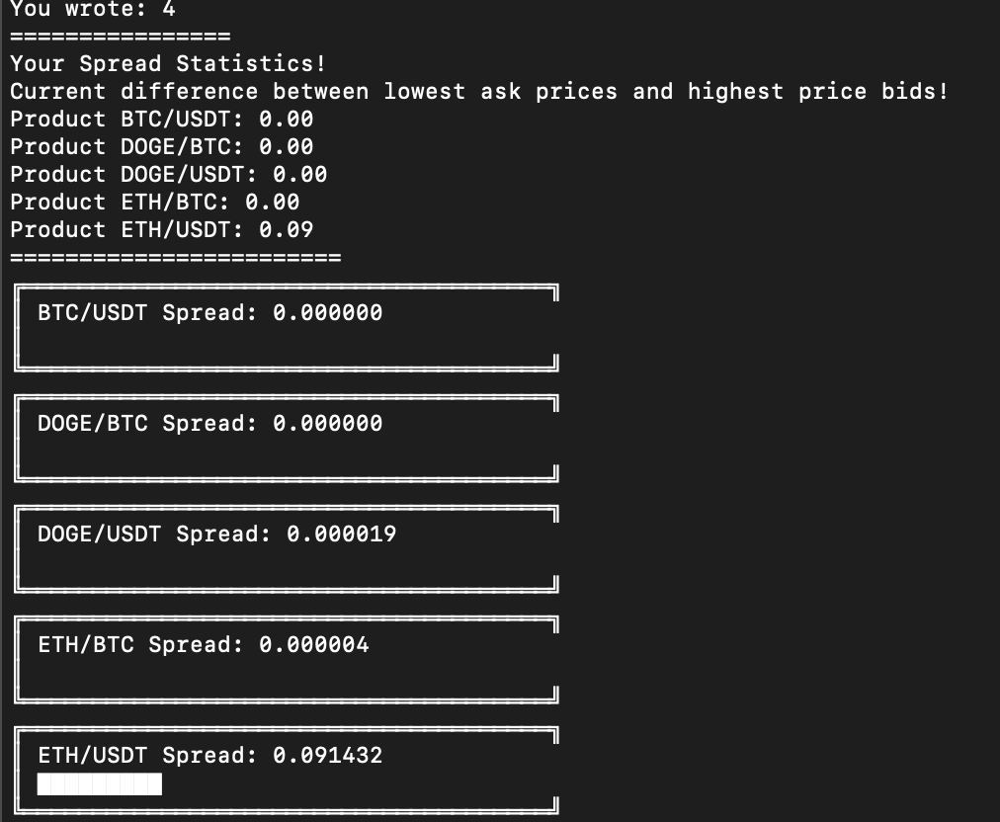 You wrote: 4
================
Your Spread Statistics!
Current difference between lowest ask prices and highest price bids!
Product BTC/USDT: 0.00
Product DOGE/BTC: 0.00
Product DOGE/USDT: 0.00
Product ETH/BTC: 0.00
Product ETH/USDT: 0.09
========================
BTC/USDT Spread: 0.000000
DOGE/BTC Spread: 0.000000
DOGE/USDT Spread: 0.000019
ETH/BTC Spread: 0.000004
ETH/USDT Spread: 0.091432